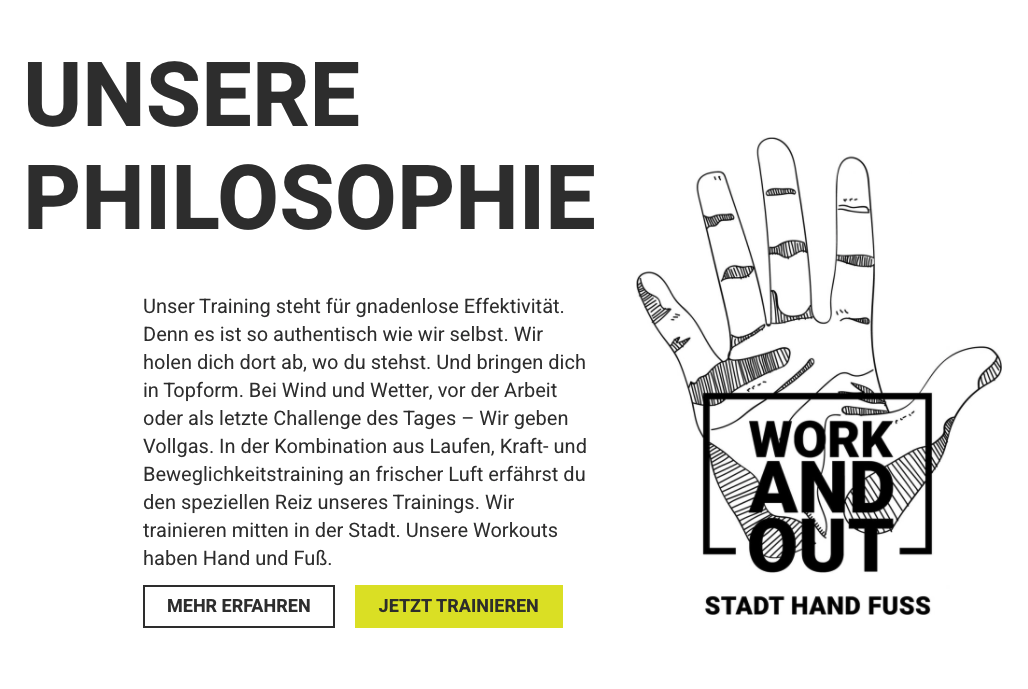 UNSERE
PHILOSOPHIE
Unser Training steht für gnadenlose Effektivität.
Denn es ist so authentisch wie wir selbst. Wir
holen dich dort ab, wo du stehst. Und bringen dich
in Topform. Bei Wind und Wetter, vor der Arbeit
oder als letzte Challenge des Tages – Wir geben
Vollgas. In der Kombination aus Laufen, Kraft- und
Beweglichkeitstraining an frischer Luft erfährst du
den speziellen Reiz unseres Trainings. Wir
trainieren mitten in der Stadt. Unsere Workouts
haben Hand und Fuß.
MEHR ERFAHREN
JETZT TRAINIEREN
WORK
AND
OUT
STADT HAND FUSS